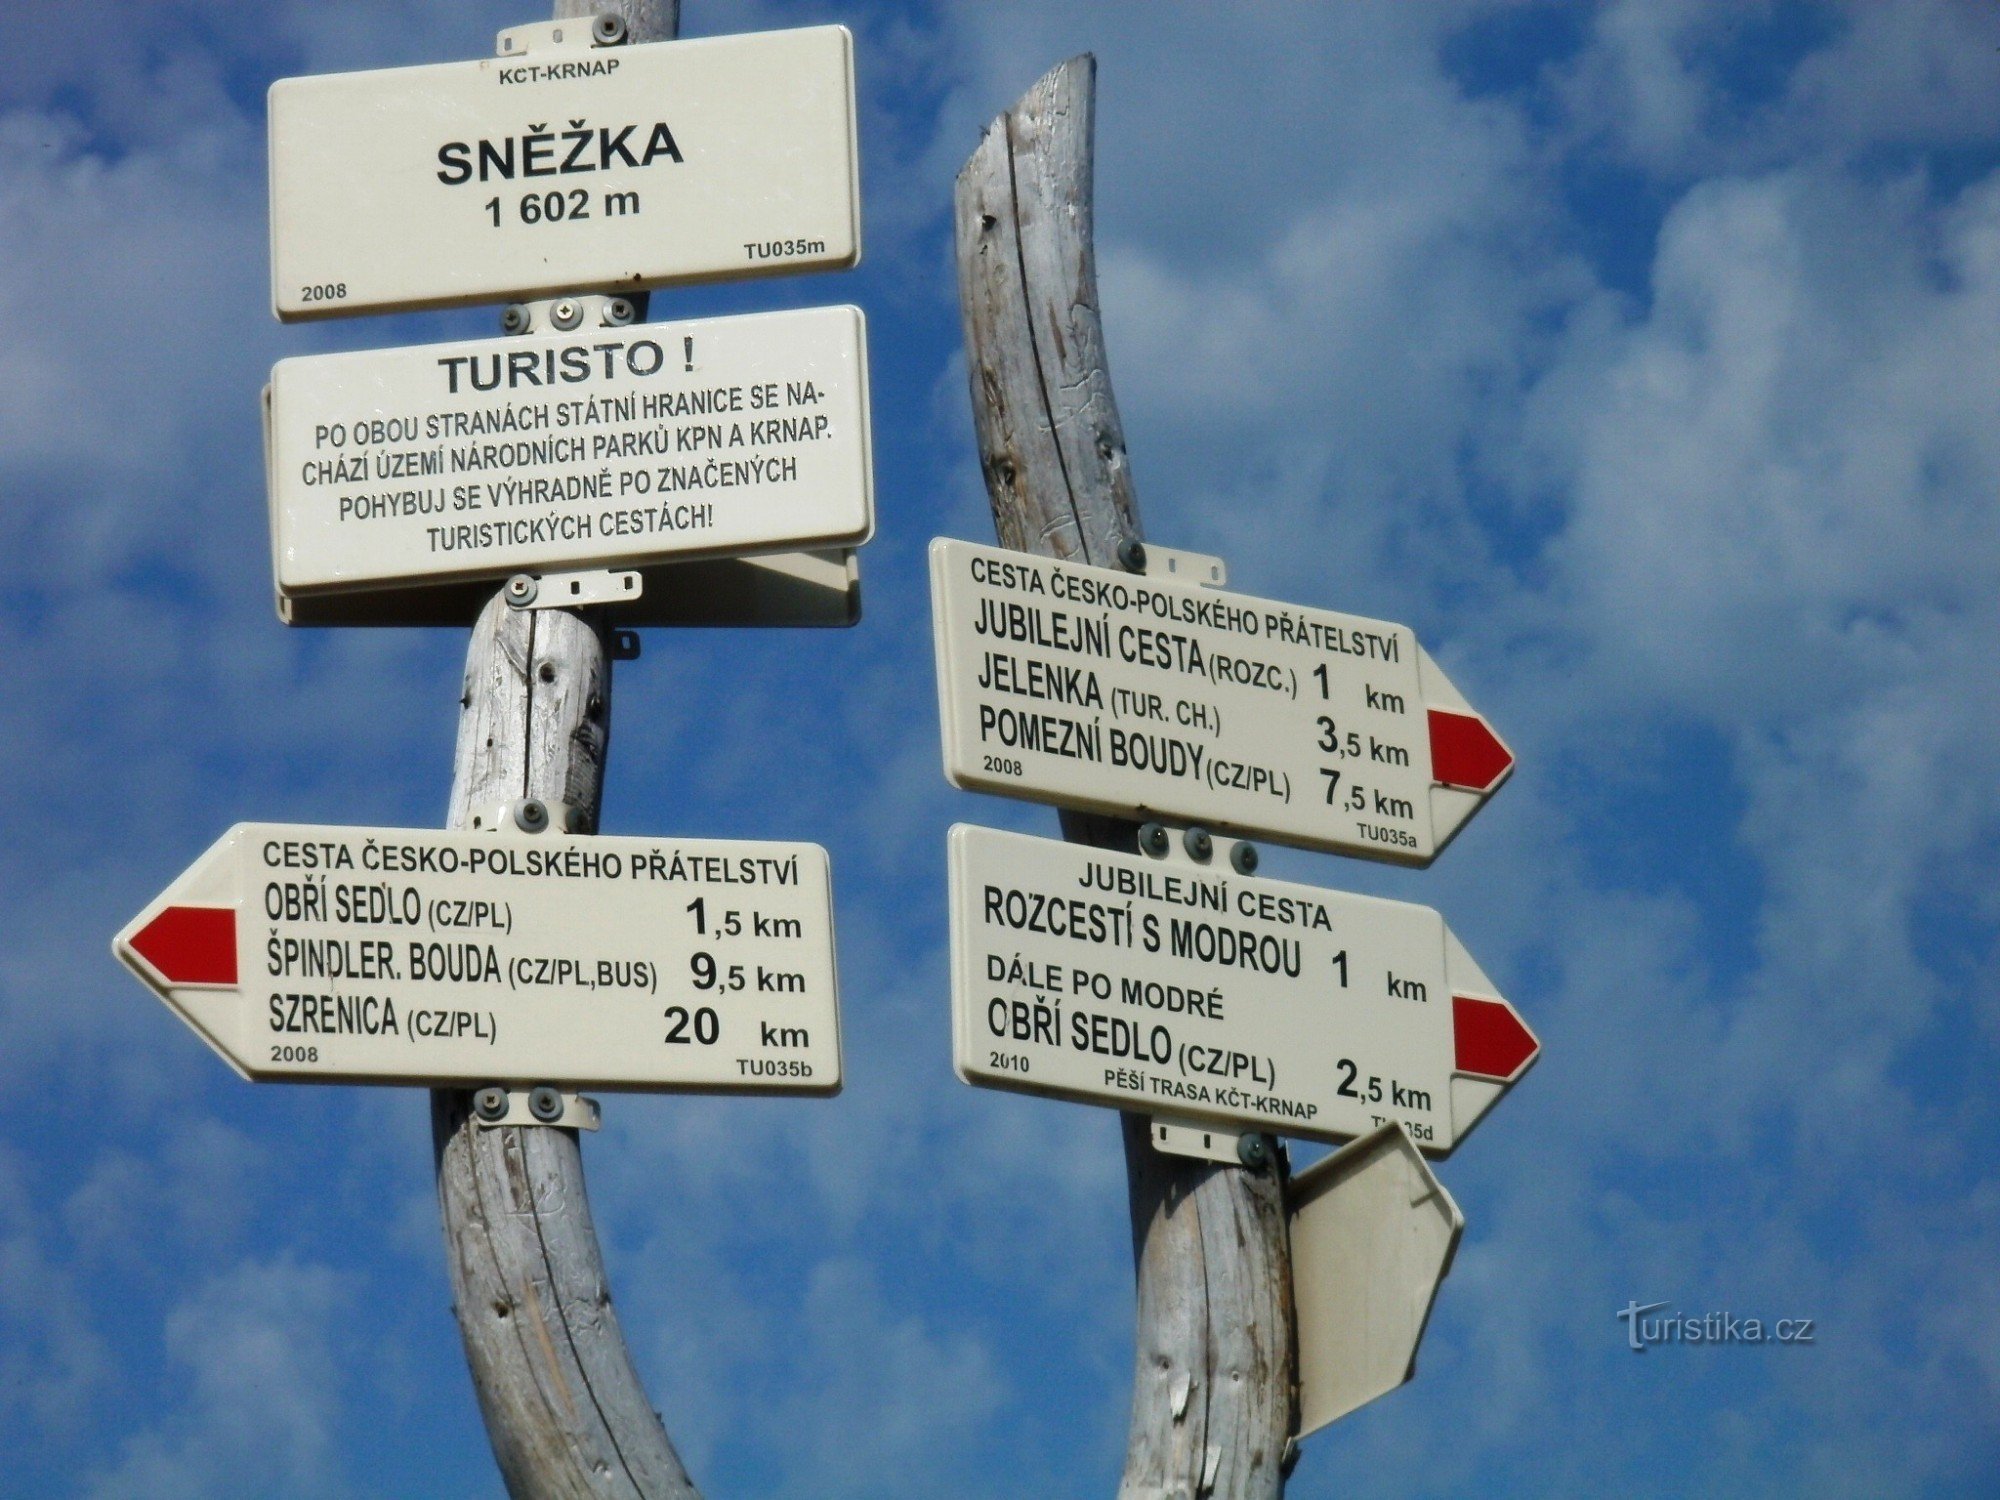 KČT-KRNAP
SNĚŽKA
1 602 m
TU035m
2008
TURISTO !
PO OBOU STRANÁCH STÁTNÍ HRANICE SE NA-
CHÁZÍ ÚZEMÍ NÁRODNÍCH PARKŮ KPN A KRNAP.
POHYBUJ SE VÝHRADNĚ PO ZNAČENÝCH
TURISTICKÝCH CESTÁCH!
CESTA ČESKO-POLSKÉHO PŘÁTELSTVÍ
OBŘÍ SEDLO (CZ/PL) 1,5 km
ŠPINDLER. BOUDA (CZ/PL,BUS) 9,5 km
SZRENICA (CZ/PL) 20 km
2008 TU035b
CESTA ČESKO-POLSKÉHO PŘÁTELSTVÍ
JUBILEJNÍ CESTA (ROZC.) 1 km
JELENKA (TUR. CH.) 3,5 km
POMEZNÍ BOUDY (CZ/PL) 7,5 km
2008 TU035a
JUBILEJNÍ CESTA
ROZCESTÍ S MODROU 1 km
DÁLE PO MODRÉ
OBŘÍ SEDLO (CZ/PL) 2,5 km
2010 PĚŠÍ TRASA KČT-KRNAP
Turistika.cz